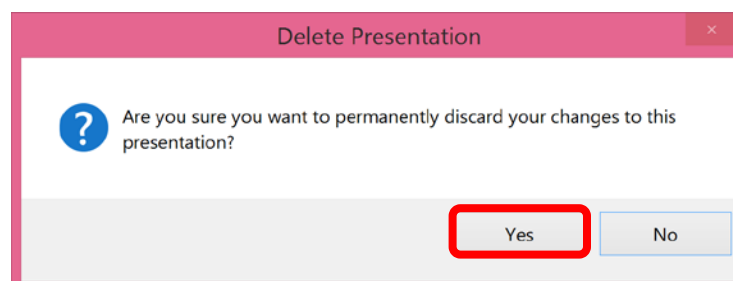 Delete Presentation
Are you sure you want to permanently discard your changes to this
presentation?
Yes
No